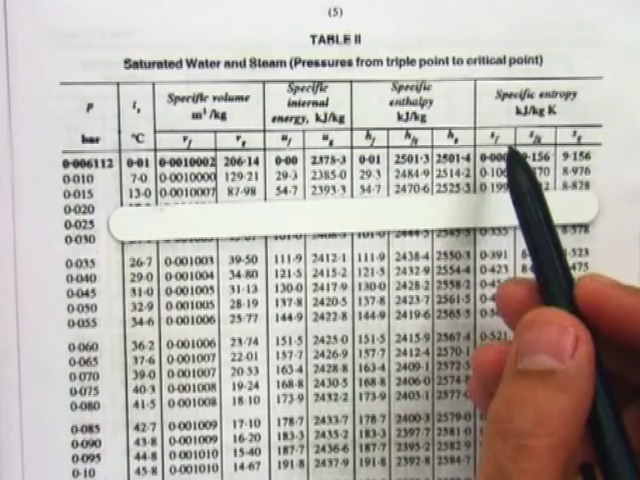 (5)
TABLE II
Saturated Water and Steam (Pressures from triple point to critical point)
p t_s Specific volume Specific internal Specific enthalpy Specific entropy
m³/kg energy, kJ/kg kJ/kg kJ/kg K
bar °C v_f v_g u_f u_g h_f h_fg h_g s_f s_fg s_g
0·006112 0·01 0·0010002 206·14 0·00 2375·3 0·01 2501·3 2501·4 9·156
0·010 7·0 0·0010000 129·21 29·3 2385·0 29·3 2484·9 2514·2 8·976
0·015 13·0 0·0010007 87·98 54·7 2393·3 54·7 2470·6 2525·3 8·828
0·020
0·025
0·030
0·035 26·7 0·001003 39·50 111·9 2412·1 111·9 2438·4 2550·3 0·391
0·040 29·0 0·001004 34·80 121·5 2415·2 121·5 2432·9 2554·4 0·423
0·045 31·0 0·001005 31·13 130·0 2417·9 130·0 2428·2 2558·2
0·050 32·9 0·001005 28·19 137·8 2420·5 137·8 2423·7 2561·5
0·055 34·6 0·001006 25·77 144·9 2422·8 144·9 2419·6
0·060 36·2 0·001006 23·74 151·5 2425·0 151·5 2415·9 2567·4 0·521
0·065 37·6 0·001007 22·01 157·7 2426·9 157·7 2412·4 2570·1
0·070 39·0 0·001007 20·53 163·4 2428·8 163·4 2409·1
0·075 40·3 0·001008 19·24 168·8 2430·5 168·8 2406·0
0·080 41·5 0·001008 18·10 173·9 2432·2 173·9 2403·1
0·085 42·7 0·001009 17·10 178·7 2433·7 178·7 2400·3 2579·0
0·090 43·8 0·001009 16·20 183·3 2435·2 183·3 2397·7
0·095 44·8 0·001010 15·40 187·7 2436·6 187·7 2395·2 2582·9
0·10 45·8 0·001010 14·67 191·8 2437·9 191·8 2392·8 2584·7